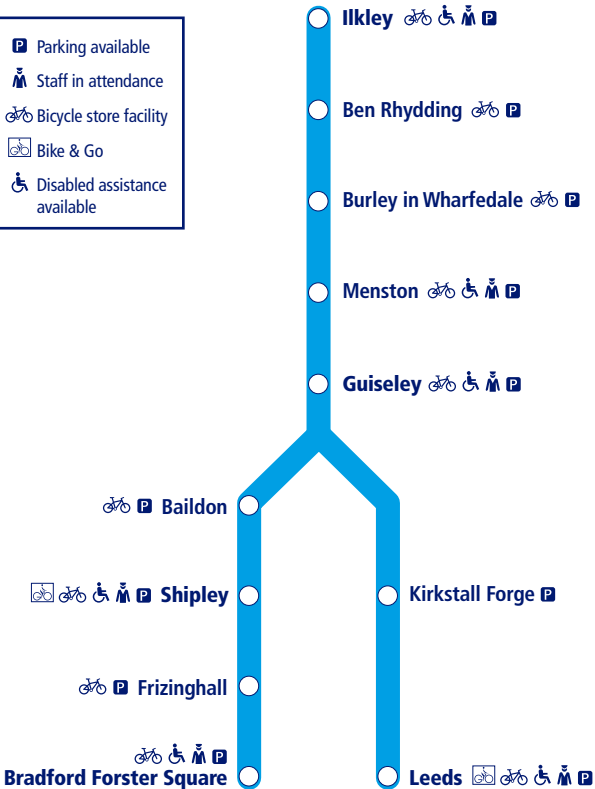 Parking available
Staff in attendance
Bicycle store facility
Bike & Go
Disabled assistance
available
Ilkley P
Ben Rhydding P
Burley in Wharfedale P
Menston P
Guiseley P
P Baildon
P Shipley
Kirkstall Forge P
P Frizinghall
P
Bradford Forster Square
Leeds P